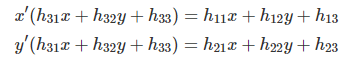 x′(h₃₁x + h₃₂y + h₃₃) = h₁₁x + h₁₂y + h₁₃
y′(h₃₁x + h₃₂y + h₃₃) = h₂₁x + h₂₂y + h₂₃